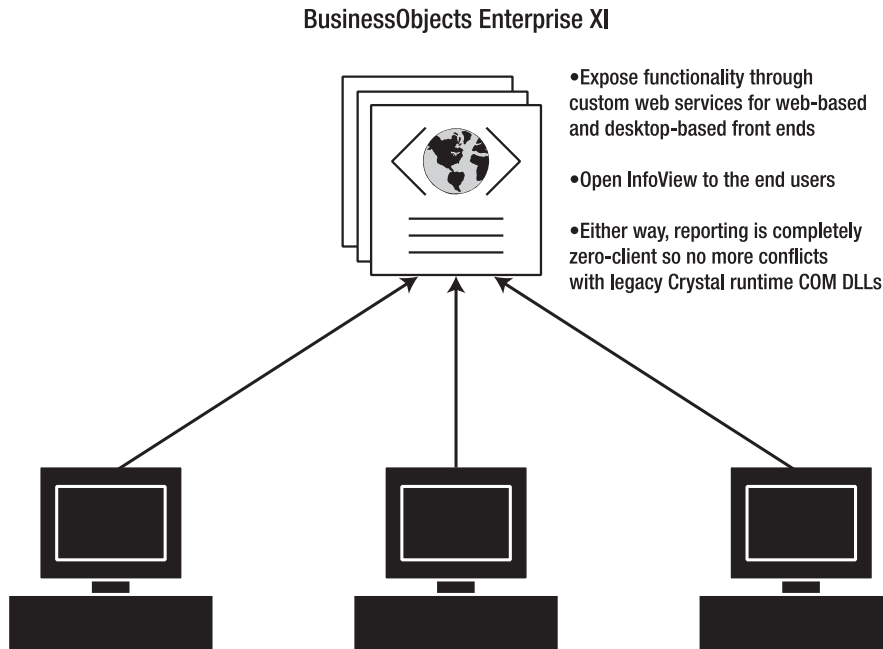 BusinessObjects Enterprise XI
•Expose functionality through
custom web services for web-based
and desktop-based front ends
•Open InfoView to the end users
•Either way, reporting is completely
zero-client so no more conflicts
with legacy Crystal runtime COM DLLs